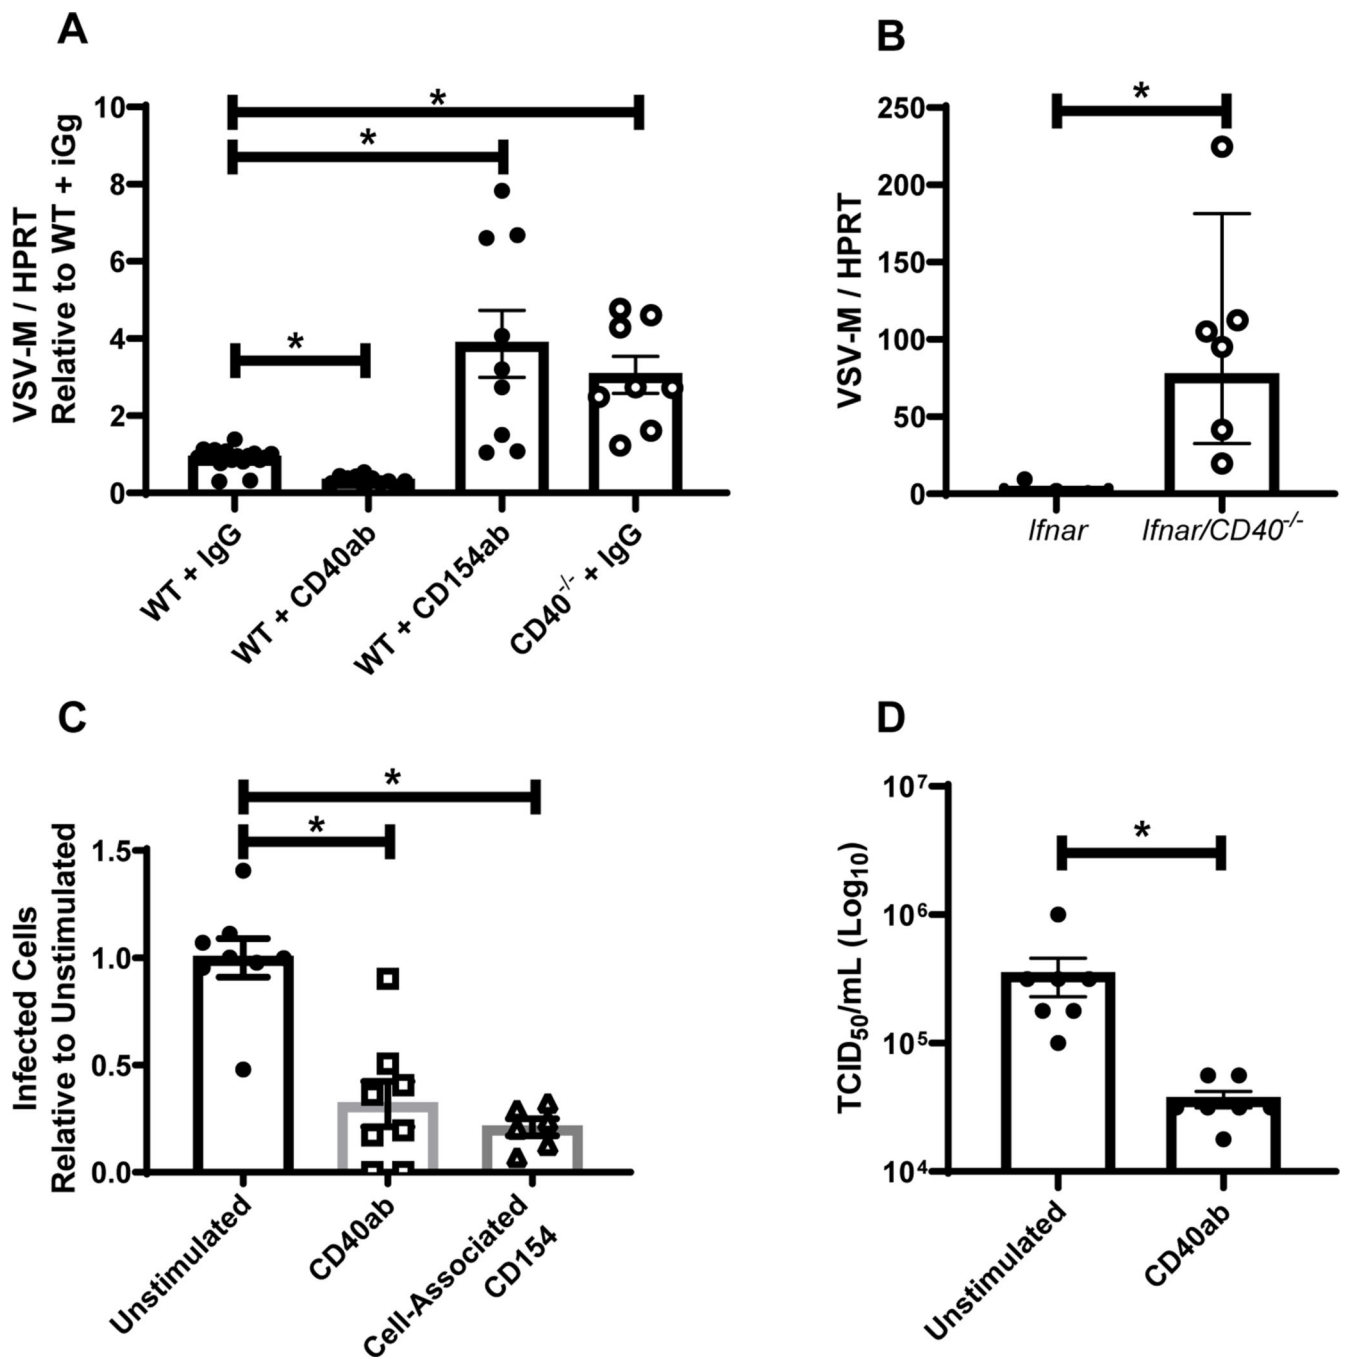 A
VSV-M / HPRT
Relative to WT + iGg
10
8
6
4
2
0
*
*
*
WT + IgG
WT + CD40ab
WT + CD154ab
CD40-/- + IgG
B
VSV-M / HPRT
250
200
150
100
50
0
*
Ifnar
Ifnar/CD40-/-
C
Infected Cells
Relative to Unstimulated
1.5
1.0
0.5
0.0
*
*
Unstimulated
CD40ab
Cell-Associated
CD154
D
TCID50/mL (Log10)
10⁷
10⁶
10⁵
10⁴
*
Unstimulated
CD40ab